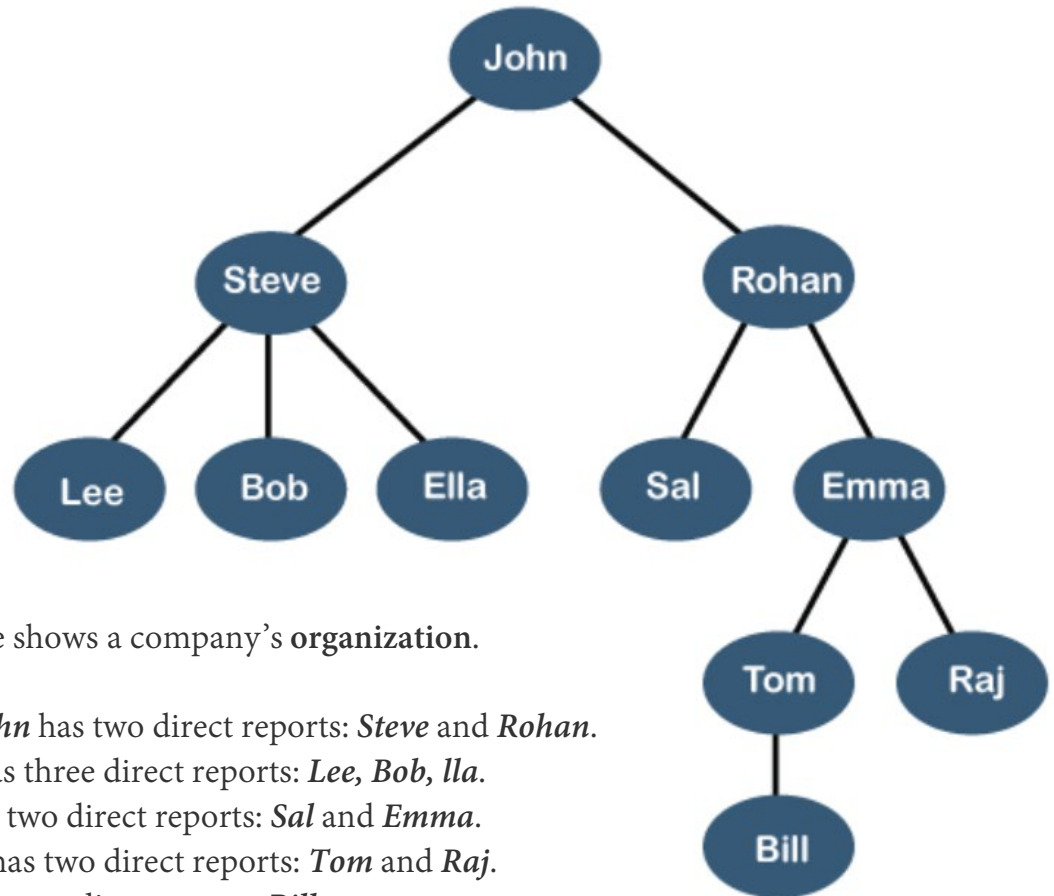 John
Steve
Rohan
Lee
Bob
Ella
Sal
Emma
shows a company's organization.
Tom
Raj
has two direct reports: Steve and Rohan.
three direct reports: Lee, Bob, lla.
two direct reports: Sal and Emma.
has two direct reports: Tom and Raj.
Bill